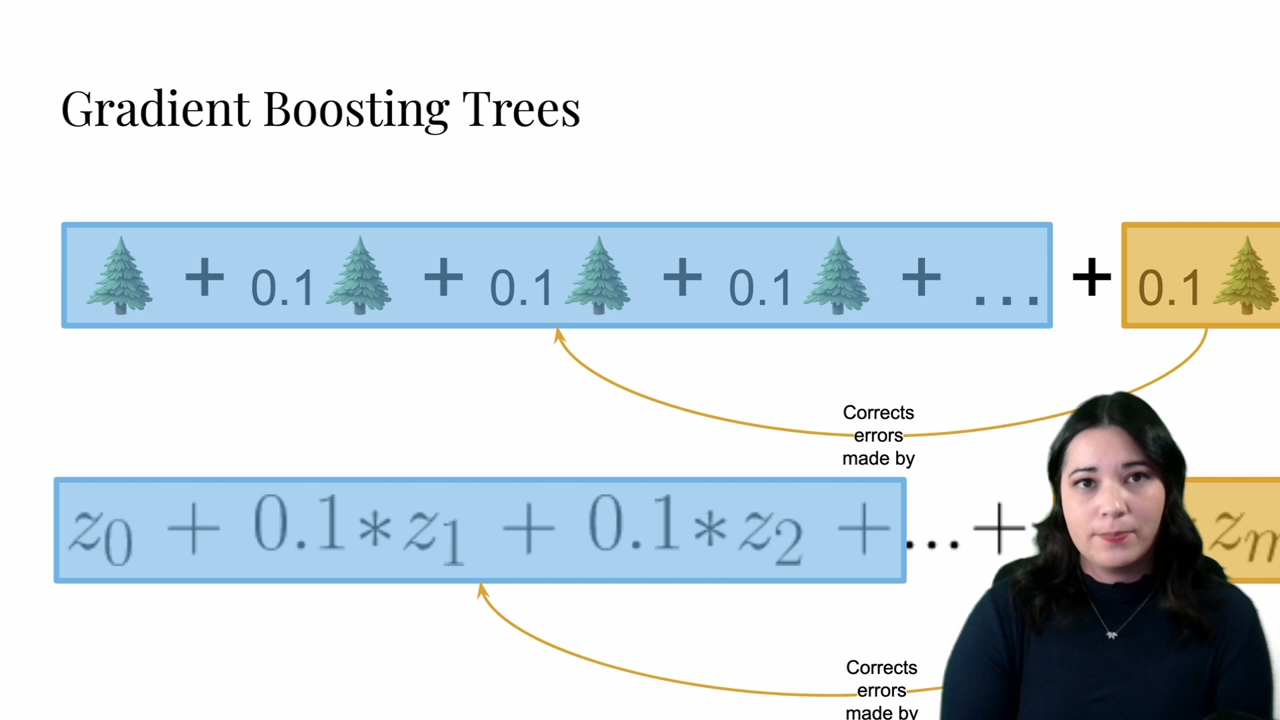 Gradient Boosting Trees
+ 0.1 + 0.1 + 0.1 + ... + 0.1
Corrects
errors
made by
z₀ + 0.1*z₁ + 0.1*z₂ + ...+ zₘ
Corrects
errors
made by